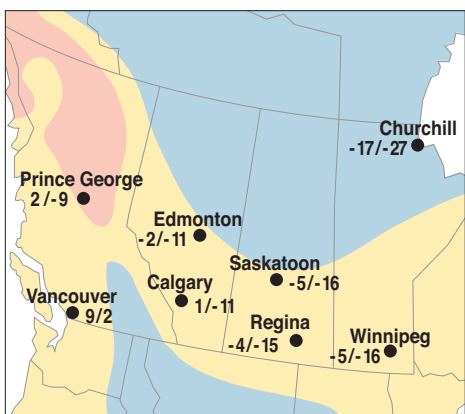 Churchill
-17/-27
Prince George
2/-9
Edmonton
-2/-11
Saskatoon
-5/-16
Calgary
1/-11
Vancouver
9/2
Regina
-4/-15
Winnipeg
-5/-16